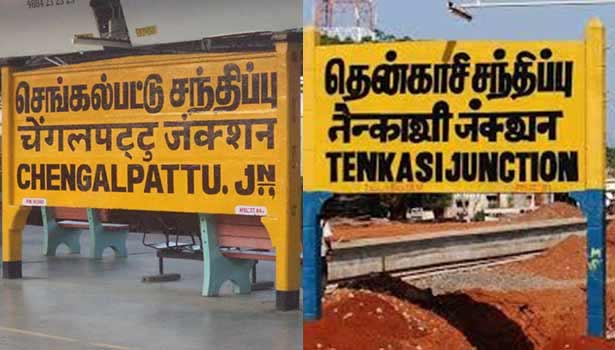 செங்கல்பட்டு சந்திப்பு
चेंगलपट्टु जंक्शन
CHENGALPATTU. JN.
தென்காசி சந்திப்பு
तेन्काशी जंक्शन
TENKASI JUNCTION